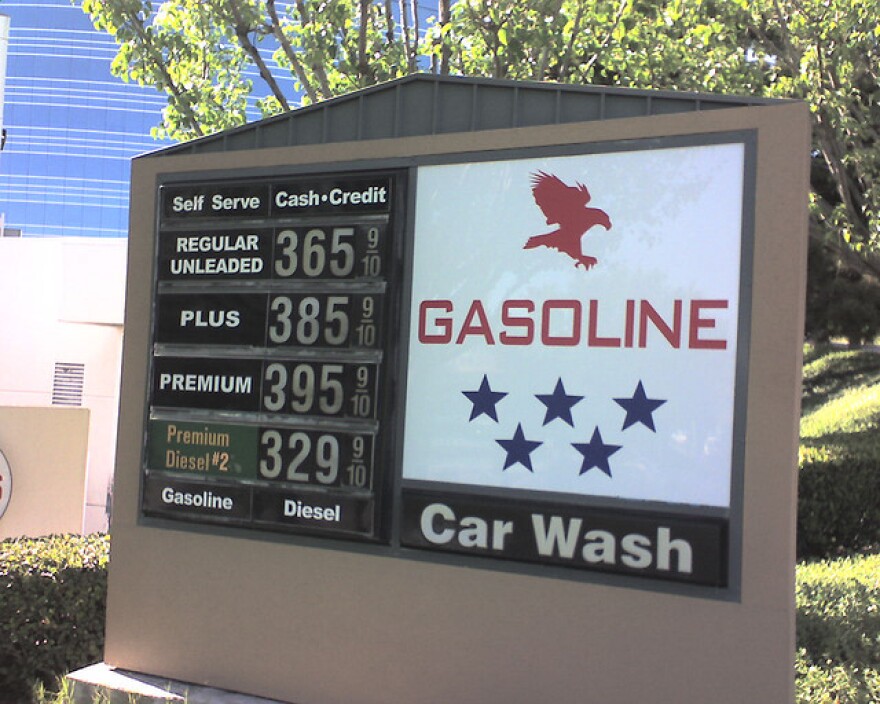 Self Serve Cash•Credit
REGULAR
UNLEADED
365 9/10
PLUS 385 9/10
PREMIUM 395 9/10
Premium
Diesel #2
329 9/10
Gasoline Diesel
GASOLINE
Car Wash